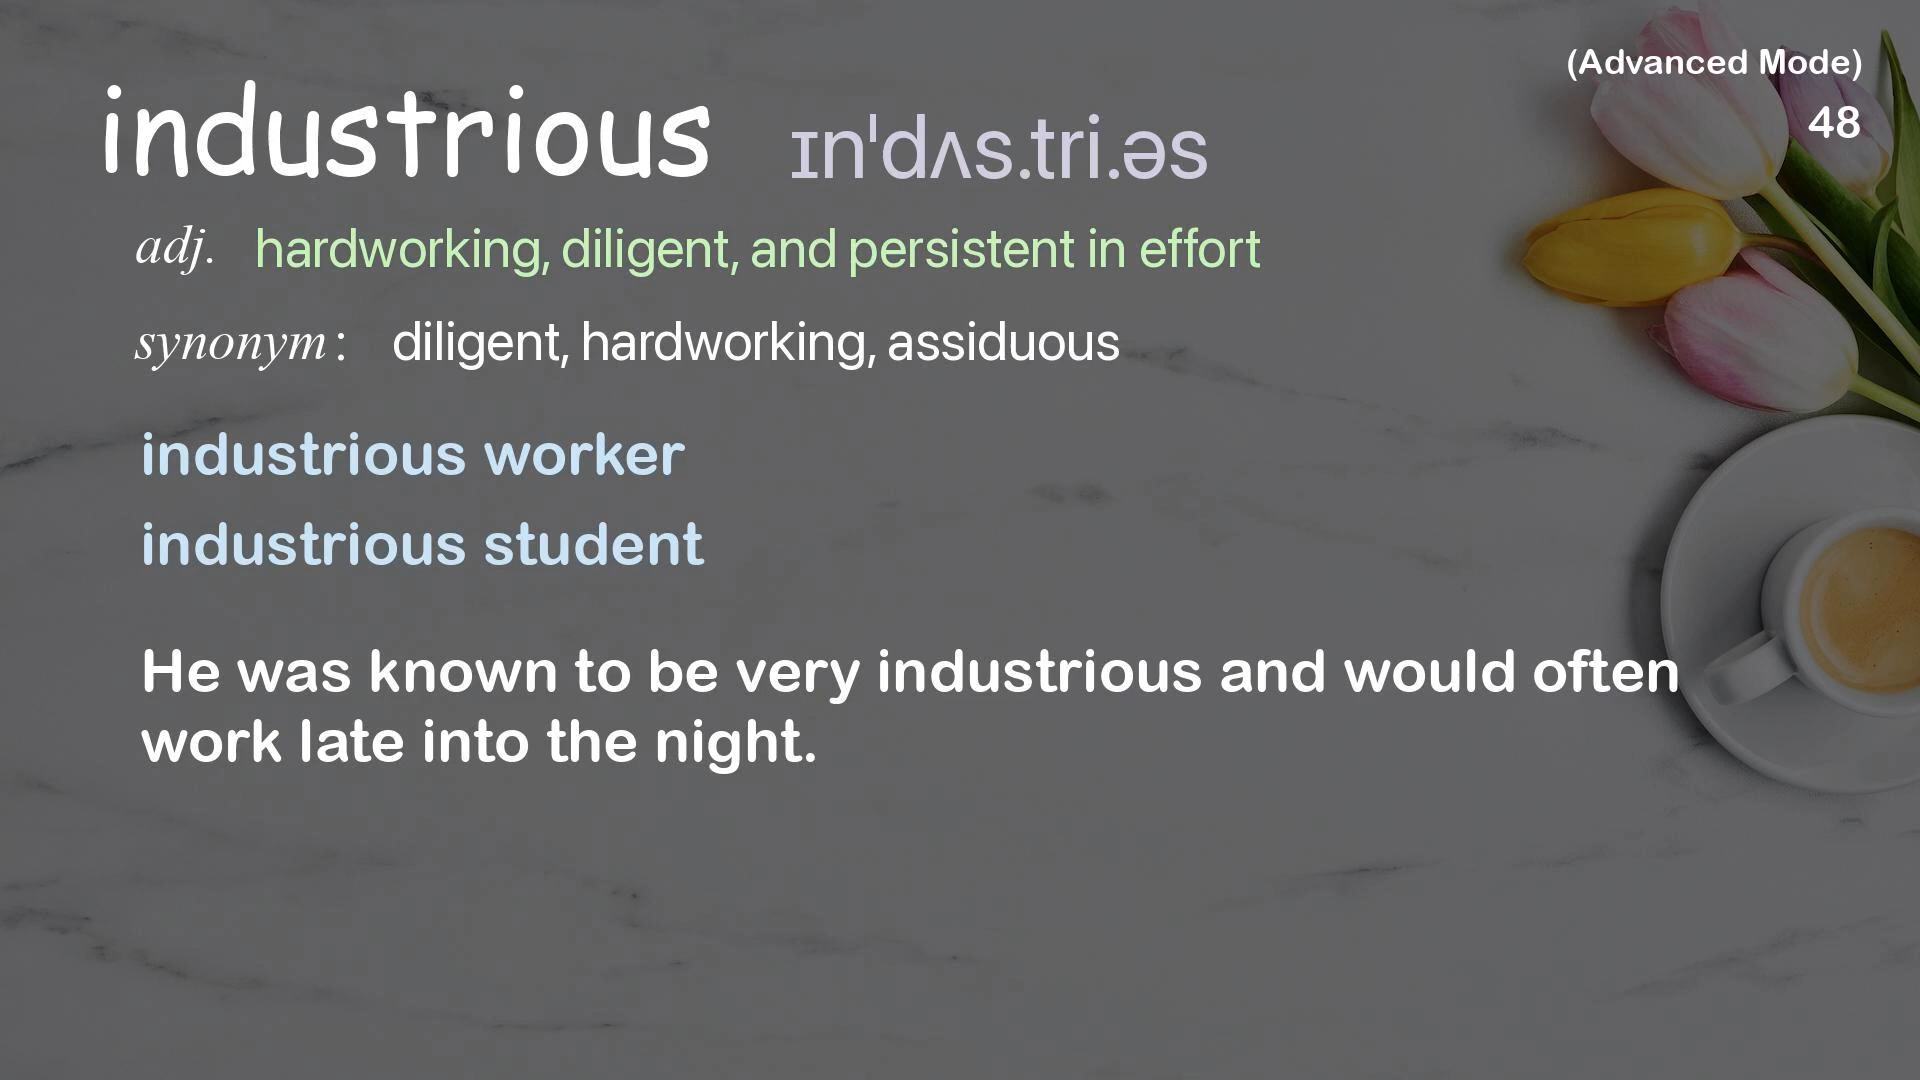 (Advanced Mode)
48
industrious ɪnˈdʌs.tri.əs
adj. hardworking, diligent, and persistent in effort
synonym: diligent, hardworking, assiduous
industrious worker
industrious student
He was known to be very industrious and would often
work late into the night.